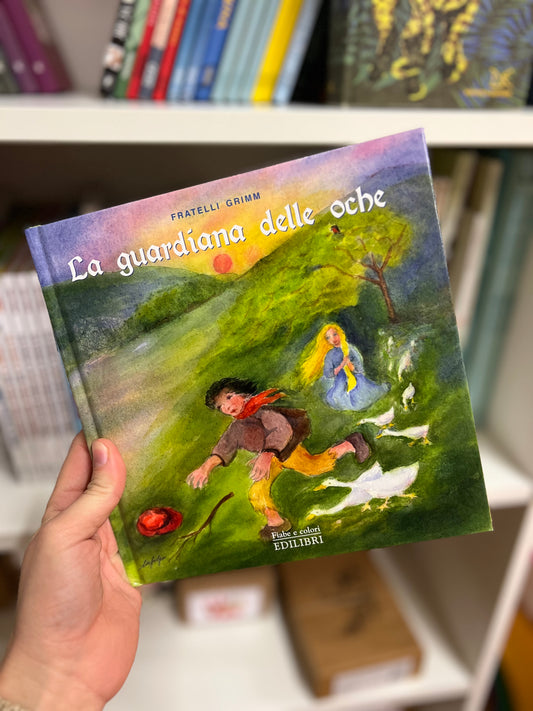 FRATELLI GRIMM
La guardiana delle oche
Fiabe e colori
EDILIBRI